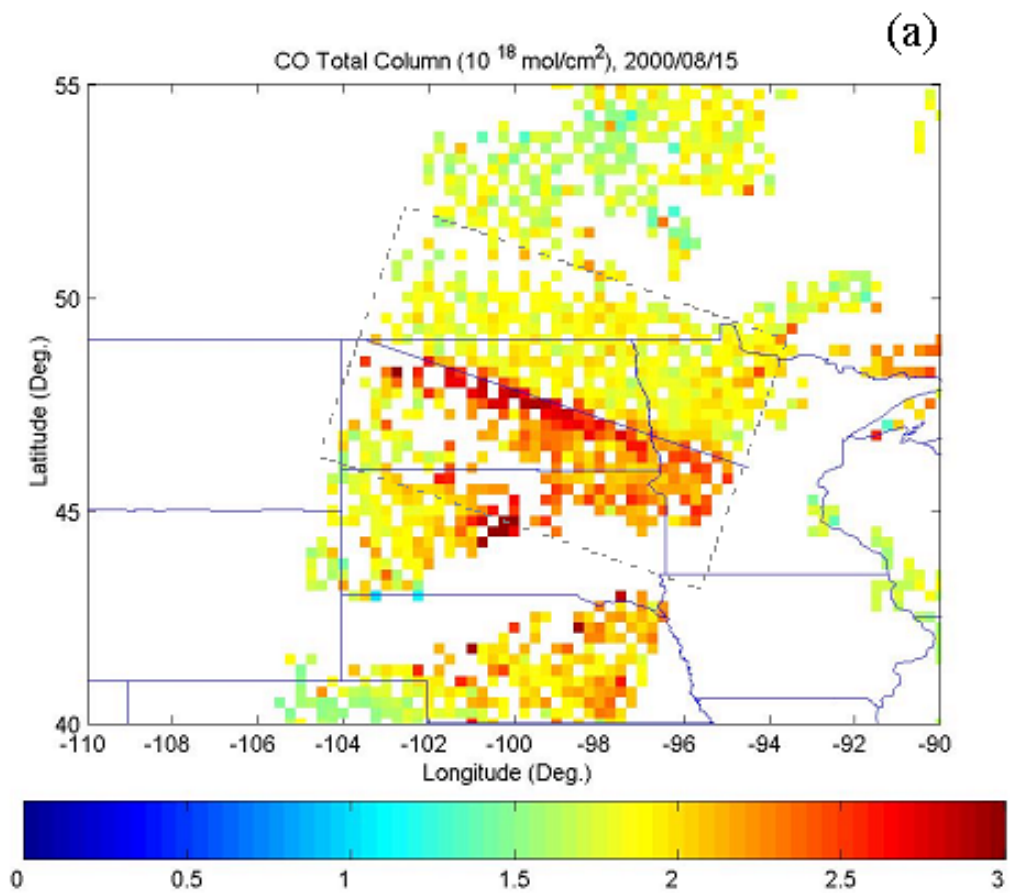 (a)
CO Total Column (10 18 mol/cm2), 2000/08/15
55
50
45
40
Latitude (Deg.)
-110 -108 -106 -104 -102 -100 -98 -96 -94 -92 -90
Longitude (Deg.)
0 0.5 1 1.5 2 2.5 3